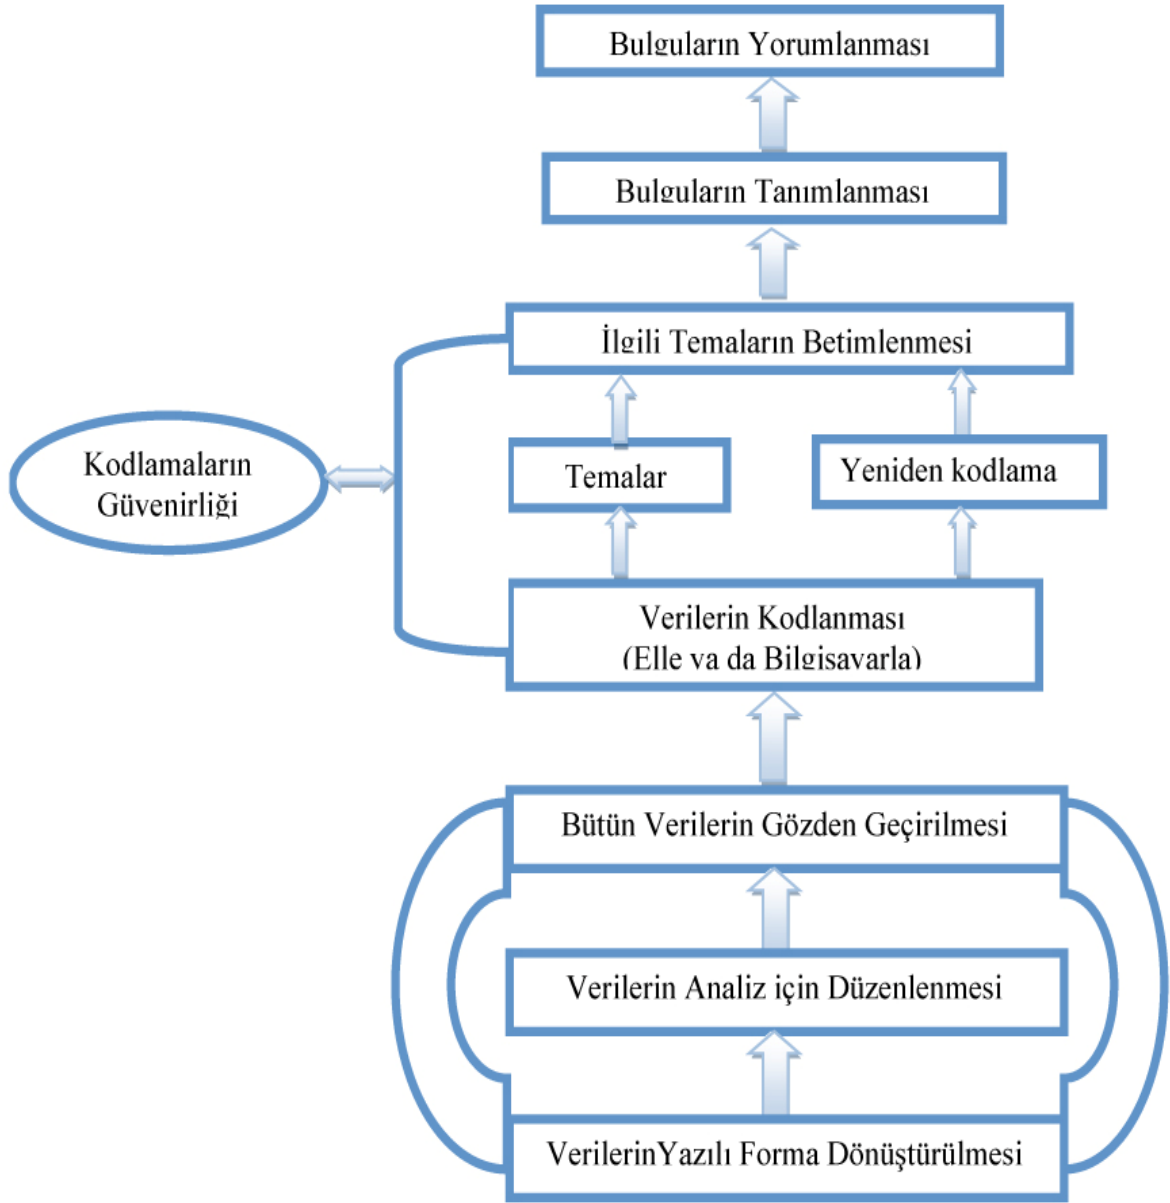 Bulguların Yorumlanması
Bulguların Tanımlanması
İlgili Temaların Betimlenmesi
Kodlamaların
Güvenirliği
Temalar
Yeniden kodlama
Verilerin Kodlanması
(Elle ya da Bilgisayarla)
Bütün Verilerin Gözden Geçirilmesi
Verilerin Analiz için Düzenlenmesi
VerilerinYazılı Forma Dönüştürülmesi